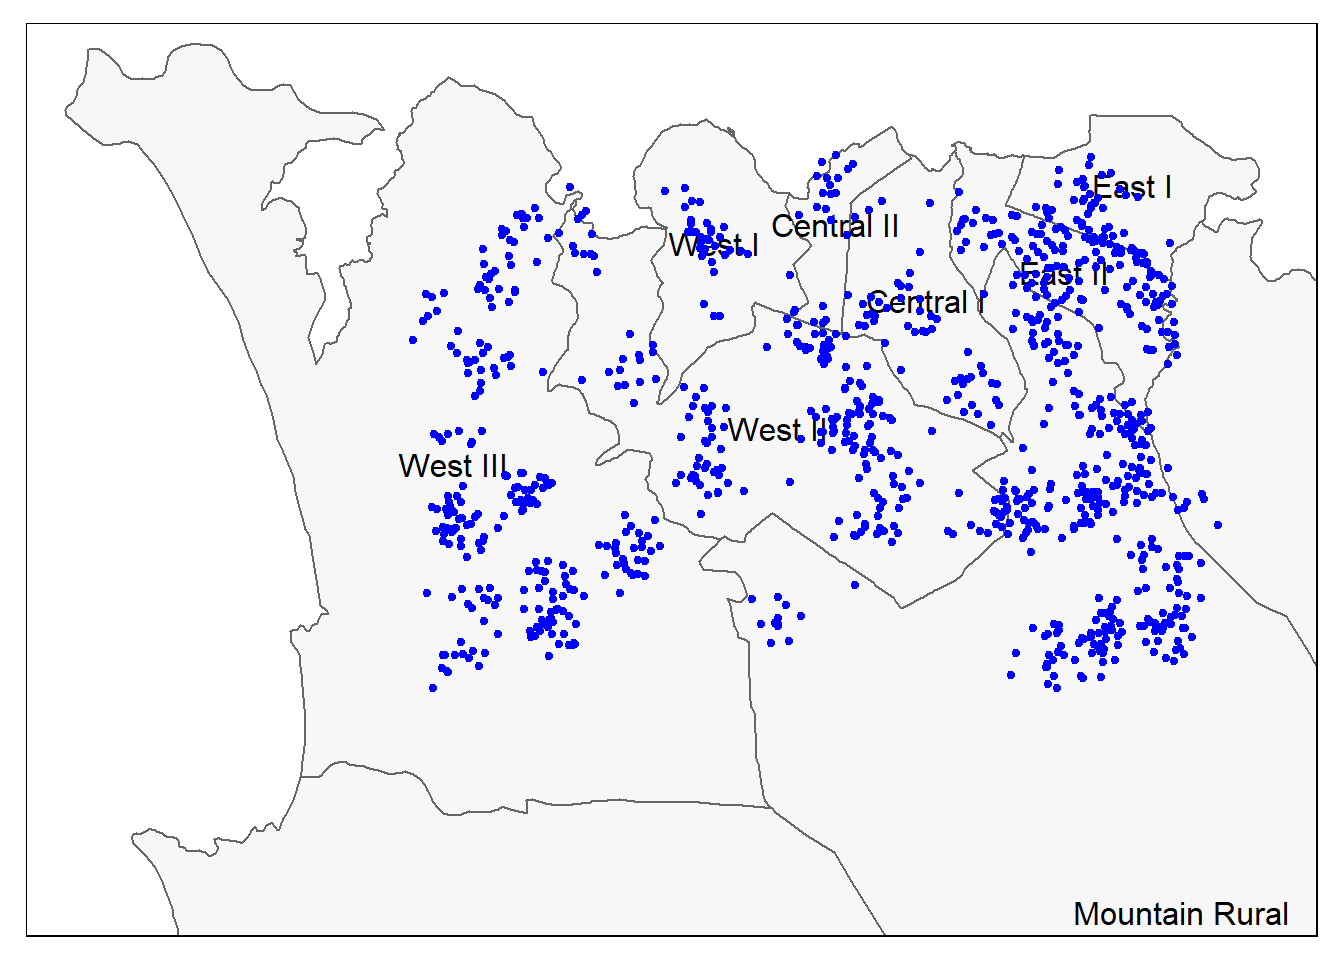 East I
Central II
West I
East II
Central I
West II
West III
Mountain Rural